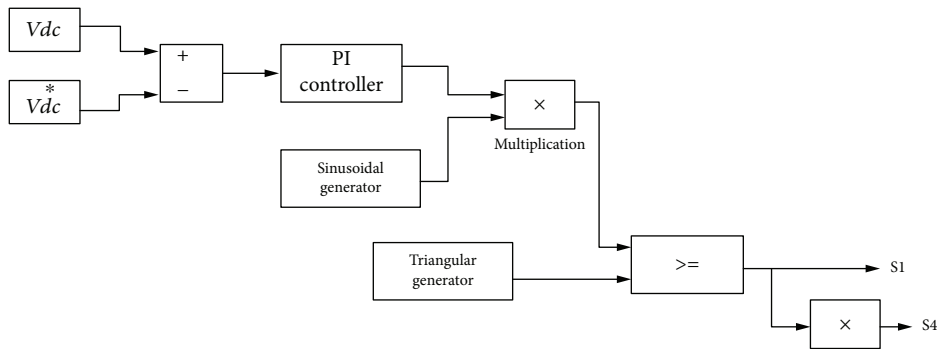 Vdc
*
Vdc
+
−
PI
controller
×
Multiplication
Sinusoidal
generator
Triangular
generator
>=
S1
×
S4